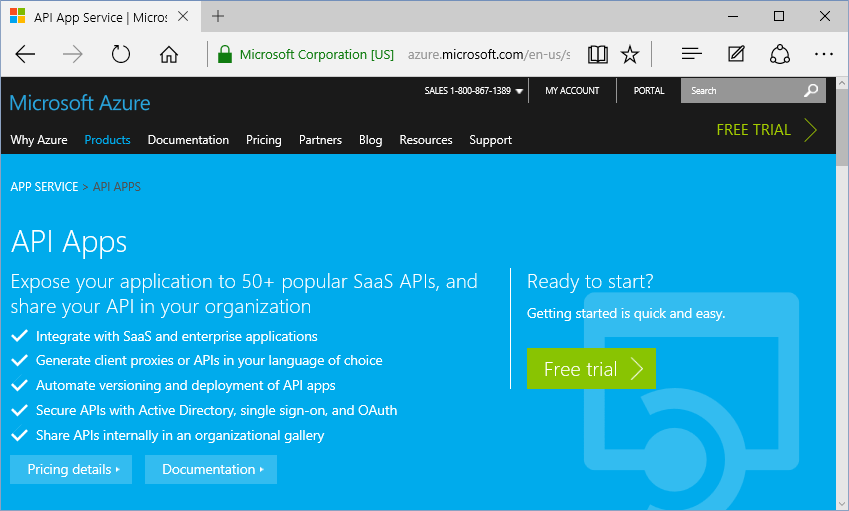 API App Service | Micros
Microsoft Corporation [US] azure.microsoft.com/en-us/s
SALES 1-800-867-1389 MY ACCOUNT PORTAL Search
Microsoft Azure
FREE TRIAL
Why Azure Products Documentation Pricing Partners Blog Resources Support
APP SERVICE > API APPS
API Apps
Expose your application to 50+ popular SaaS APIs, and
share your API in your organization
Integrate with SaaS and enterprise applications
Generate client proxies or APIs in your language of choice
Automate versioning and deployment of API apps
Secure APIs with Active Directory, single sign-on, and OAuth
Share APIs internally in an organizational gallery
Pricing details Documentation
Ready to start?
Getting started is quick and easy.
Free trial